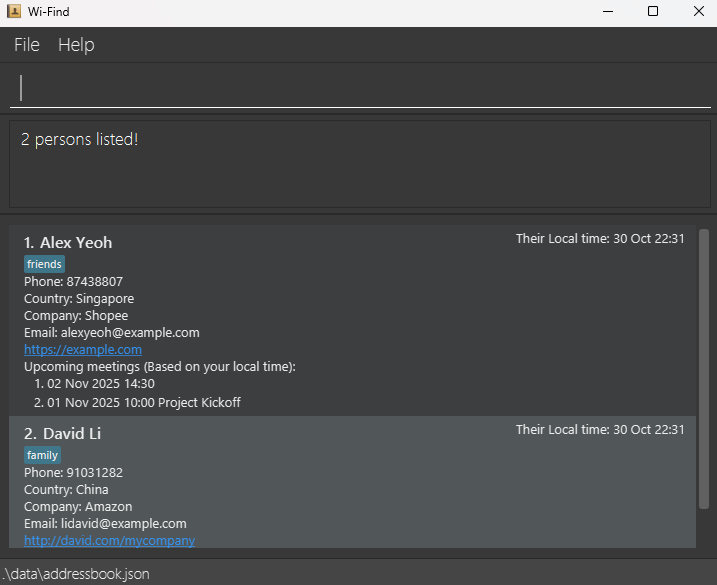 Wi-Find
File Help
2 persons listed!
1. Alex Yeoh
Their Local time: 30 Oct 22:31
friends
Phone: 87438807
Country: Singapore
Company: Shopee
Email: alexyeoh@example.com
https://example.com
Upcoming meetings (Based on your local time):
1. 02 Nov 2025 14:30
2. 01 Nov 2025 10:00 Project Kickoff
2. David Li
Their Local time: 30 Oct 22:31
family
Phone: 91031282
Country: China
Company: Amazon
Email: lidavid@example.com
http://david.com/mycompany
.\data\addressbook.json